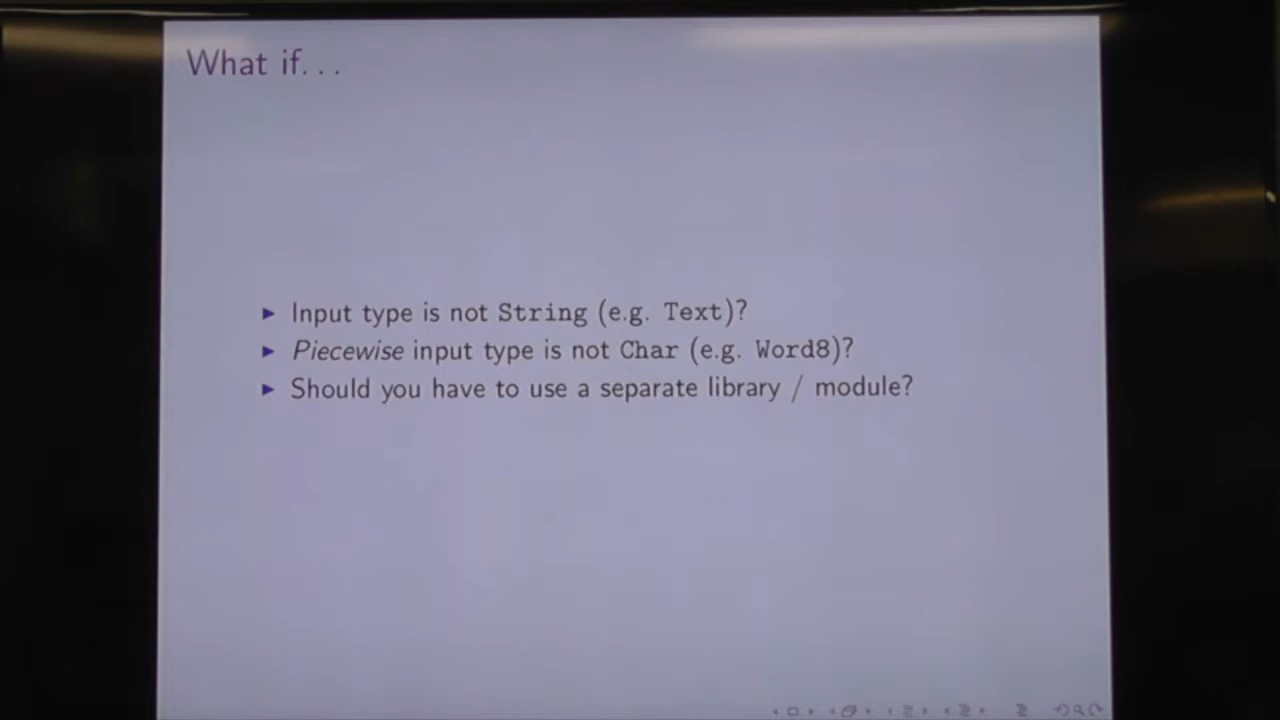 What if. . .
▶ Input type is not String (e.g. Text)?
▶ Piecewise input type is not Char (e.g. Word8)?
▶ Should you have to use a separate library / module?